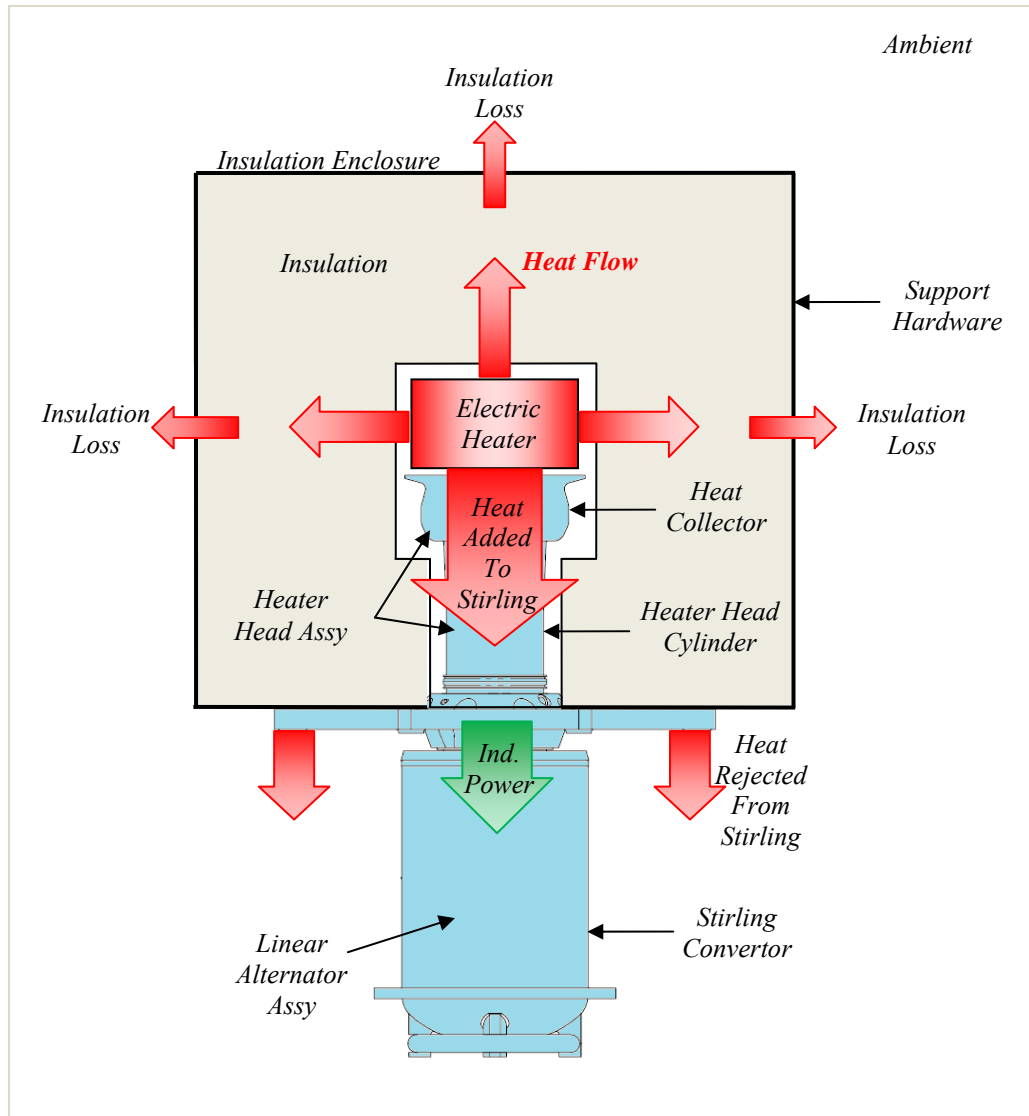 Ambient
Insulation
Loss
Insulation Enclosure
Insulation
Heat Flow
Support
Hardware
Insulation
Loss
Electric
Heater
Insulation
Loss
Heat
Added
To
Stirling
Heat
Collector
Heater
Head Assy
Heater Head
Cylinder
Ind.
Power
Heat
Rejected
From
Stirling
Linear
Alternator
Assy
Stirling
Convertor